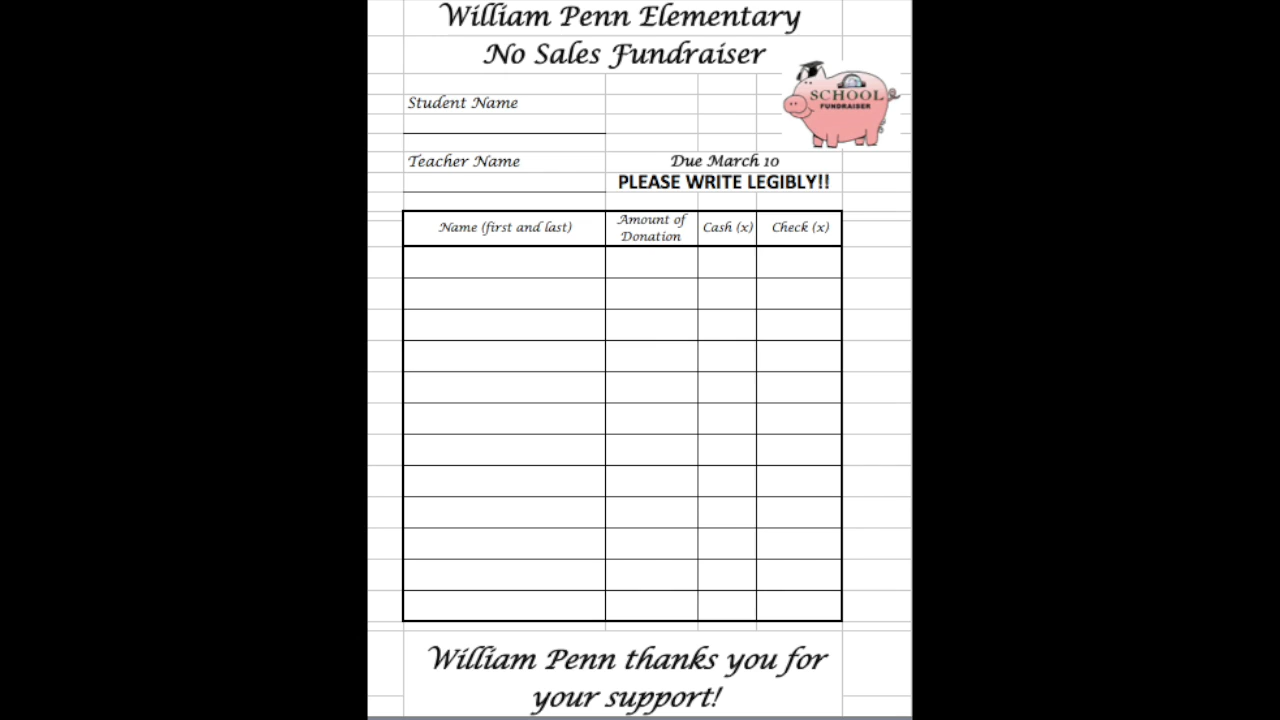 William Penn Elementary
No Sales Fundraiser
SCHOOL
FUNDRAISER
Student Name
Teacher Name
Due March 10
PLEASE WRITE LEGIBLY!!
Name (first and last)
Amount of
Donation
Cash (x)
Check (x)
William Penn thanks you for
your support!